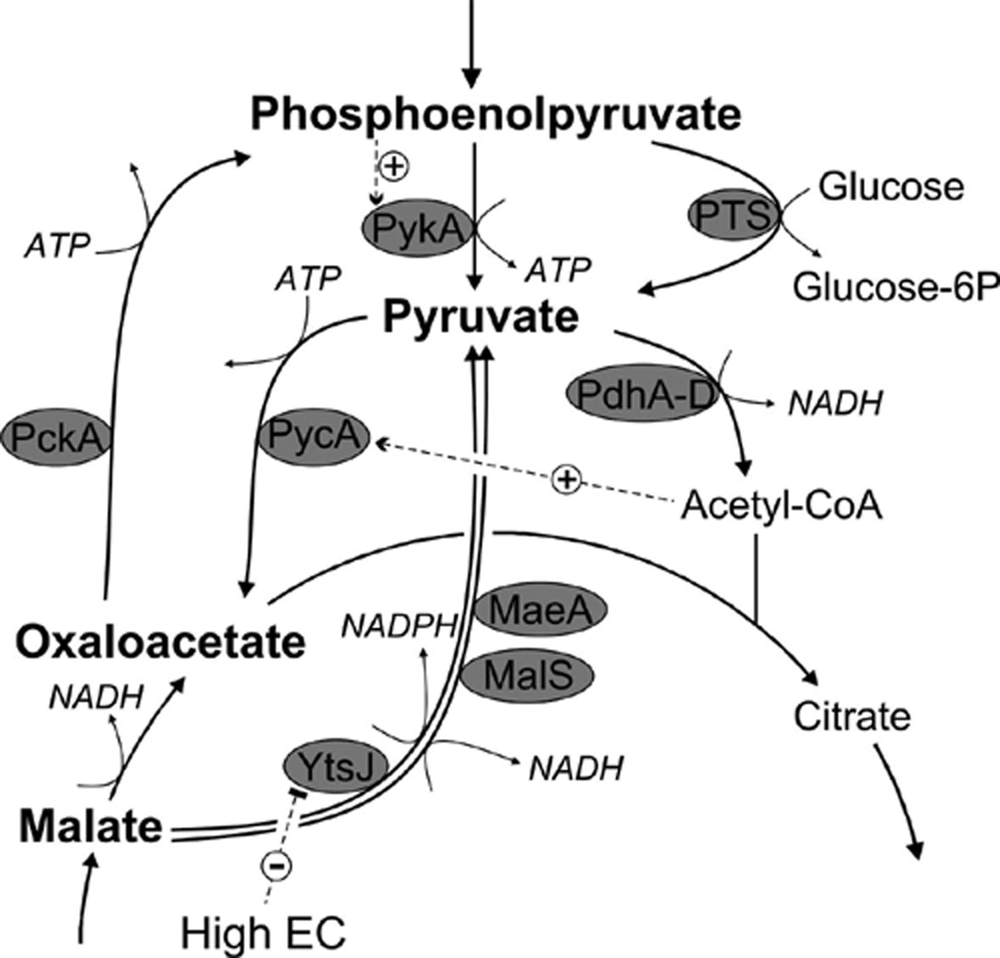 Phosphoenolpyruvate
+
Glucose
PTS
PykA
ATP
ATP
ATP
Glucose-6P
Pyruvate
PdhA-D
NADH
PckA
PycA
+
Acetyl-CoA
MaeA
NADPH
Oxaloacetate
MalS
NADH
Citrate
YtsJ
NADH
Malate
-
High EC